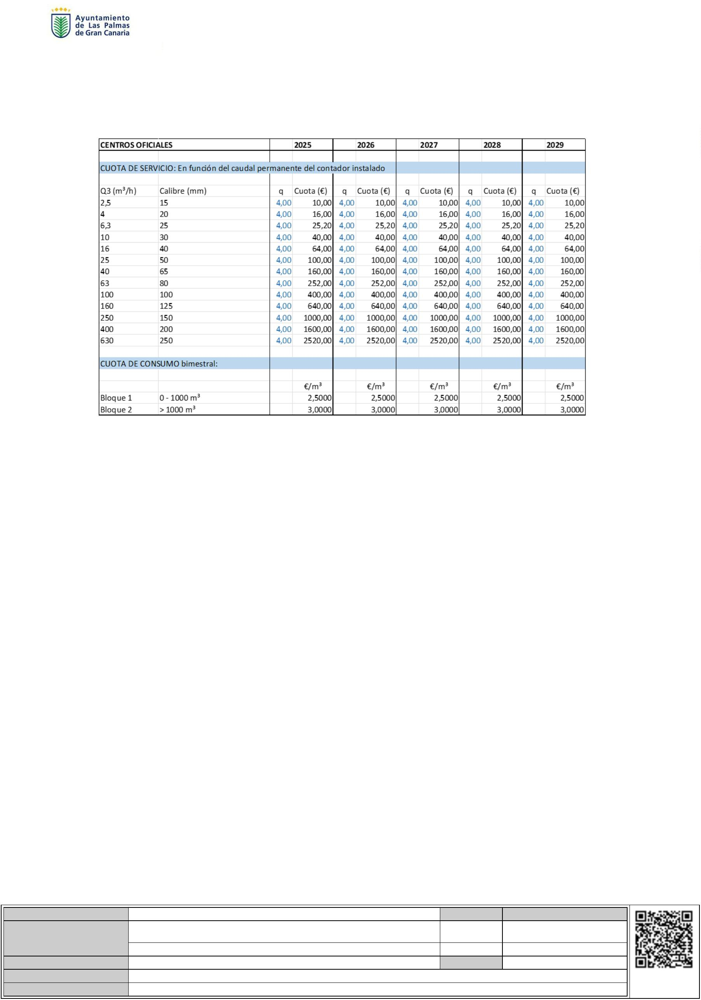 Ayuntamiento
de Las Palmas
de Gran Canaria
CENTROS OFICIALES 2025 2026 2027 2028 2029
CUOTA DE SERVICIO: En función del caudal permanente del contador instalado
Q3 (m³/h) Calibre (mm) q Cuota (€) q Cuota (€) q Cuota (€) q Cuota (€) q Cuota (€)
2,5 15 4,00 10,00 4,00 10,00 4,00 10,00 4,00 10,00 4,00 10,00
4 20 4,00 16,00 4,00 16,00 4,00 16,00 4,00 16,00 4,00 16,00
6,3 25 4,00 25,20 4,00 25,20 4,00 25,20 4,00 25,20 4,00 25,20
10 30 4,00 40,00 4,00 40,00 4,00 40,00 4,00 40,00 4,00 40,00
16 40 4,00 64,00 4,00 64,00 4,00 64,00 4,00 64,00 4,00 64,00
25 50 4,00 100,00 4,00 100,00 4,00 100,00 4,00 100,00 4,00 100,00
40 65 4,00 160,00 4,00 160,00 4,00 160,00 4,00 160,00 4,00 160,00
63 80 4,00 252,00 4,00 252,00 4,00 252,00 4,00 252,00 4,00 252,00
100 100 4,00 400,00 4,00 400,00 4,00 400,00 4,00 400,00 4,00 400,00
160 125 4,00 640,00 4,00 640,00 4,00 640,00 4,00 640,00 4,00 640,00
250 150 4,00 1000,00 4,00 1000,00 4,00 1000,00 4,00 1000,00 4,00 1000,00
400 200 4,00 1600,00 4,00 1600,00 4,00 1600,00 4,00 1600,00 4,00 1600,00
630 250 4,00 2520,00 4,00 2520,00 4,00 2520,00 4,00 2520,00 4,00 2520,00
CUOTA DE CONSUMO bimestral:
€/m³ €/m³ €/m³ €/m³ €/m³
Bloque 1 0 - 1000 m³ 2,5000 2,5000 2,5000 2,5000 2,5000
Bloque 2 > 1000 m³ 3,0000 3,0000 3,0000 3,0000 3,0000